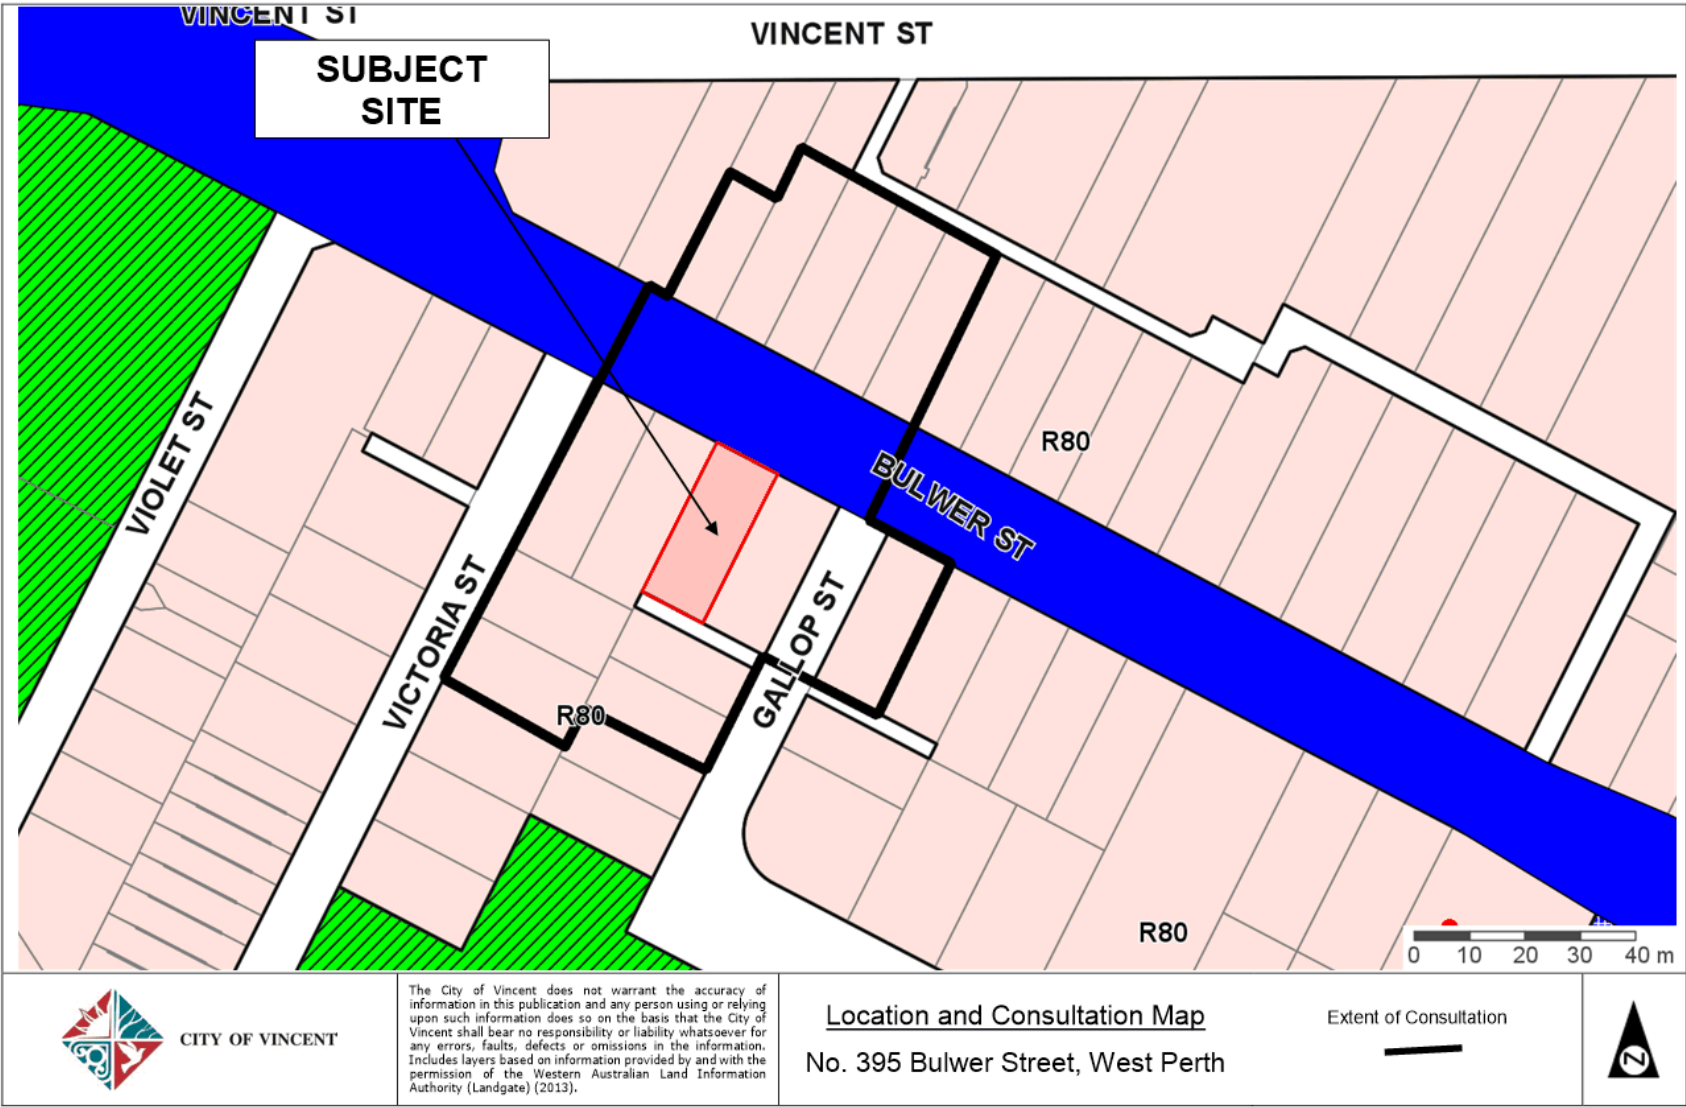 VINCENT ST
VINCENT ST
SUBJECT
SITE
VIOLET ST
VICTORIA ST
GALLOP ST
BULWER ST
R80
R80
R80
0 10 20 30 40 m
CITY OF VINCENT
The City of Vincent does not warrant the accuracy of
information in this publication and any person using or relying
upon such information does so on the basis that the City of
Vincent shall bear no responsibility or liability whatsoever for
any errors, faults, defects or omissions in the information.
Includes layers based on information provided by and with the
permission of the Western Australian Land Information
Authority (Landgate) (2013).
Location and Consultation Map
No. 395 Bulwer Street, West Perth
Extent of Consultation
N